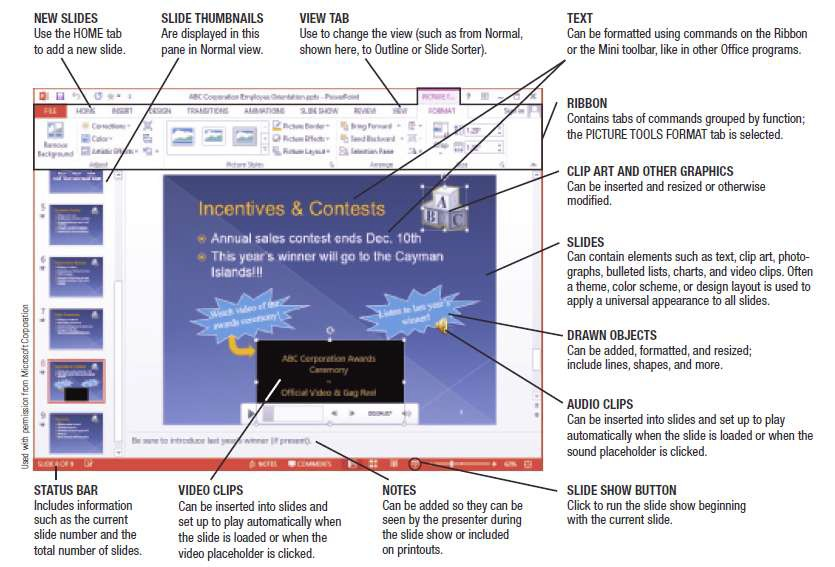 NEW SLIDES
Use the HOME tab
to add a new slide.
SLIDE THUMBNAILS
Are displayed in this
pane in Normal view.
VIEW TAB
Use to change the view (such as from Normal,
shown here, to Outline or Slide Sorter).
TEXT
Can be formatted using commands on the Ribbon
or the Mini toolbar, like in other Office programs.
ABC Corporation Employee Orientation.pptx - PowerPoint
PICTURE T...
FILE HOME INSERT DESIGN TRANSITIONS ANIMATIONS SLIDE SHOW REVIEW VIEW FORMAT
Remove
Background
Corrections
Color
Artistic Effects
Adjust
Picture Border
Picture Effects
Picture Layout
Picture Styles
Bring Forward
Send Backward
Selection Pane
Arrange
Crop
Size
RIBBON
Contains tabs of commands grouped by function;
the PICTURE TOOLS FORMAT tab is selected.
CLIP ART AND OTHER GRAPHICS
Can be inserted and resized or otherwise
modified.
SLIDES
Can contain elements such as text, clip art, photo-
graphs, bulleted lists, charts, and video clips. Often
a theme, color scheme, or design layout is used to
apply a universal appearance to all slides.
DRAWN OBJECTS
Can be added, formatted, and resized;
include lines, shapes, and more.
AUDIO CLIPS
Can be inserted into slides and set up to play
automatically when the slide is loaded or when the
sound placeholder is clicked.
5
6
7
8
9
Incentives & Contests
A
B
C
Annual sales contest ends Dec. 10th
This year's winner will go to the Cayman
Islands!!!
Watch video of the
awards ceremony!
Listen to last year's
winner!
ABC Corporation Awards
Ceremony
~
Official Video & Gag Reel
Be sure to introduce last year's winner (if present).
SLIDE 8 OF 9
NOTES
COMMENTS
Used with permission from Microsoft Corporation
STATUS BAR
Includes information
such as the current
slide number and the
total number of slides.
VIDEO CLIPS
Can be inserted into slides and
set up to play automatically when
the slide is loaded or when the
video placeholder is clicked.
NOTES
Can be added so they can be
seen by the presenter during
the slide show or included
on printouts.
SLIDE SHOW BUTTON
Click to run the slide show beginning
with the current slide.